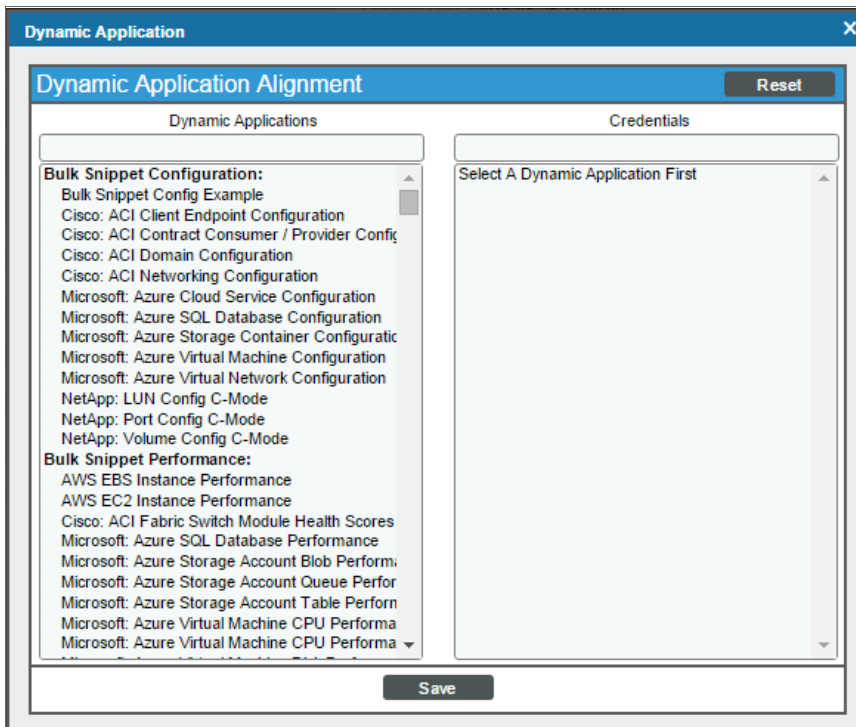 Dynamic Application
Dynamic Application Alignment
Reset
Dynamic Applications
Credentials
Bulk Snippet Configuration:
Bulk Snippet Config Example
Cisco: ACI Client Endpoint Configuration
Cisco: ACI Contract Consumer / Provider Config
Cisco: ACI Domain Configuration
Cisco: ACI Networking Configuration
Microsoft: Azure Cloud Service Configuration
Microsoft: Azure SQL Database Configuration
Microsoft: Azure Storage Container Configuratic
Microsoft: Azure Virtual Machine Configuration
Microsoft: Azure Virtual Network Configuration
NetApp: LUN Config C-Mode
NetApp: Port Config C-Mode
NetApp: Volume Config C-Mode
Bulk Snippet Performance:
AWS EBS Instance Performance
AWS EC2 Instance Performance
Cisco: ACI Fabric Switch Module Health Scores
Microsoft: Azure SQL Database Performance
Microsoft: Azure Storage Account Blob Performa
Microsoft: Azure Storage Account Queue Perfor
Microsoft: Azure Storage Account Table Perforn
Microsoft: Azure Virtual Machine CPU Performa
Microsoft: Azure Virtual Machine CPU Performa
Select A Dynamic Application First
Save